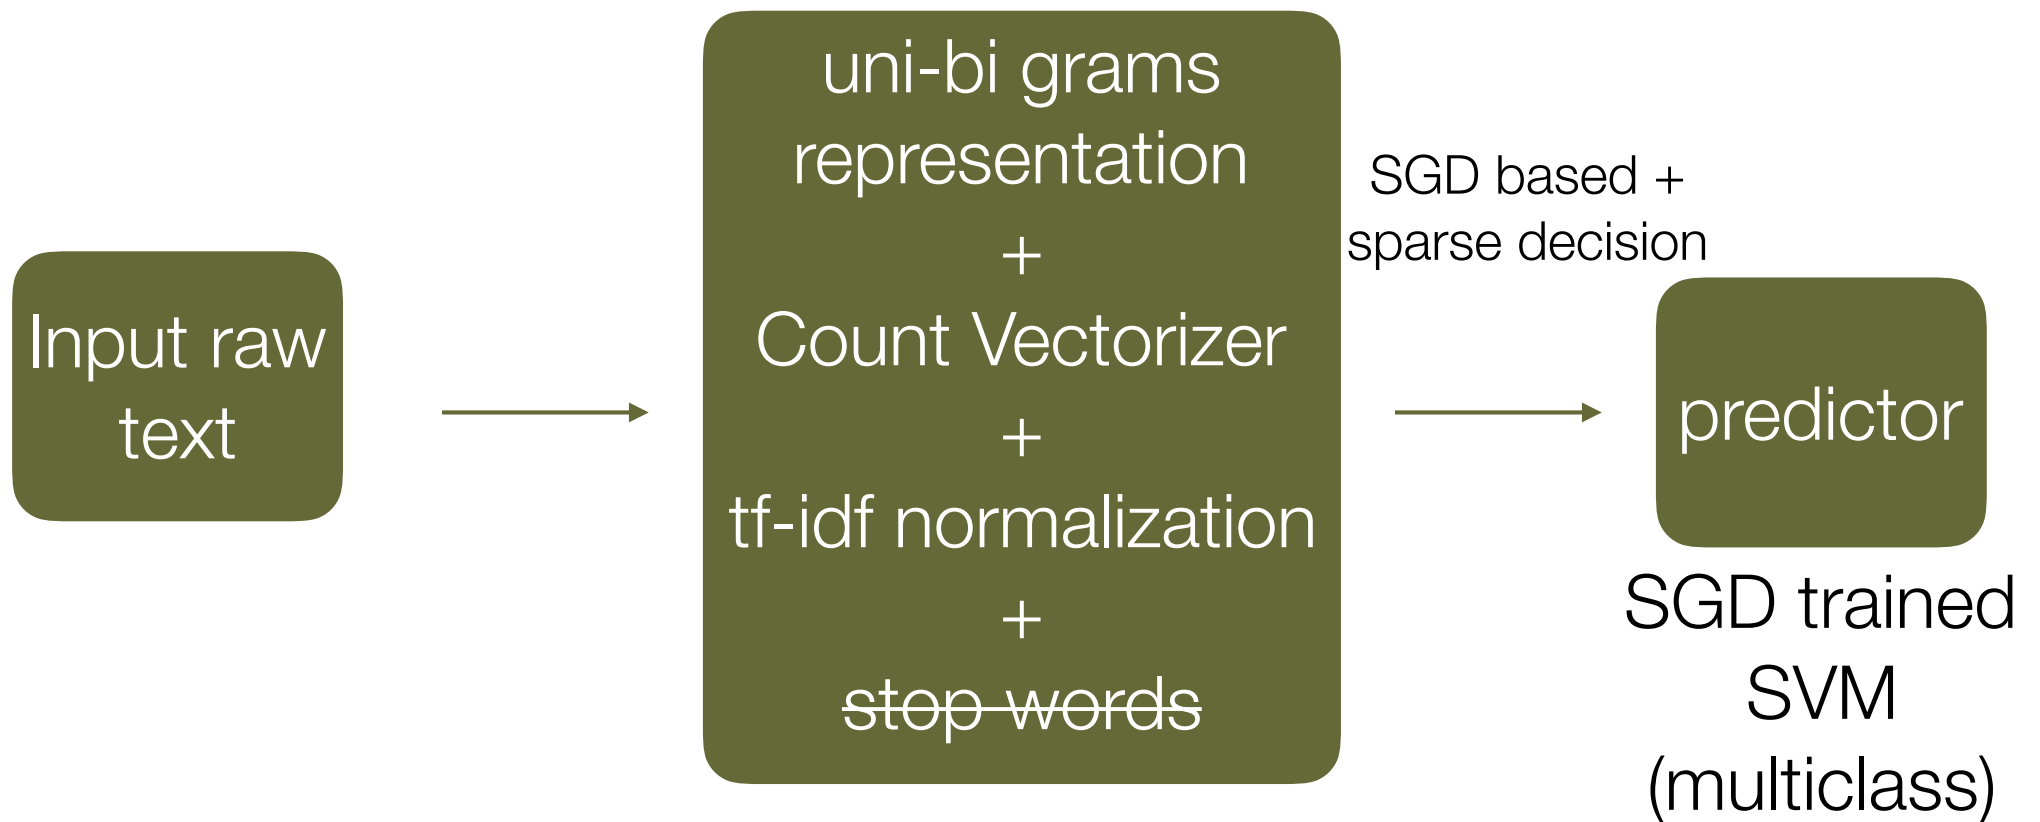 Input raw
text
uni-bi grams
representation
+
Count Vectorizer
+
tf-idf normalization
+
stop words
SGD based +
sparse decision
predictor
SGD trained
SVM
(multiclass)